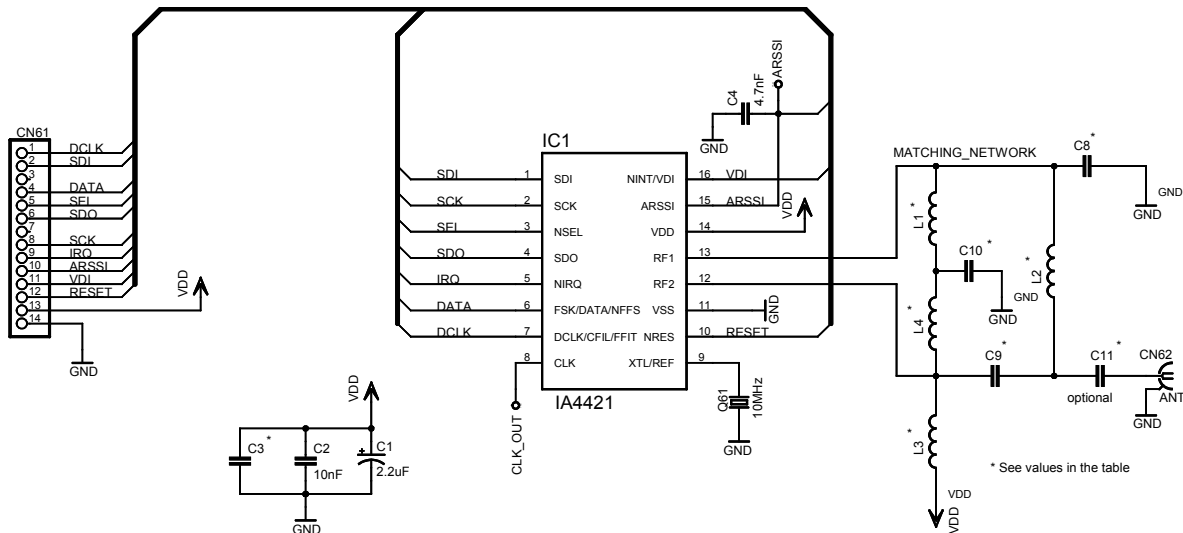 CN61
1 DCLK
2 SDI
3
4 DATA
5 SEL
6 SDO
7
8 SCK
9 IRQ
10 ARSSI
11 VDI
12 RESET
13
14
VDD
GND
IC1
SDI 1 SDI
SCK 2 SCK
SEL 3 NSEL
SDO 4 SDO
IRQ 5 NIRQ
DATA 6 FSK/DATA/NFFS
DCLK 7 DCLK/CFIL/FFIT
8 CLK
NINT/VDI 16 VDI
ARSSI 15 ARSSI
VDD 14
RF1 13
RF2 12
VSS 11
NRES 10 RESET
XTL/REF 9
IA4421
CLK_OUT
C4
4.7nF
GND
ARSSI
VDD
GND
Q61
10MHz
GND
MATCHING_NETWORK
L1 *
C10 *
GND
L4 *
L2 *
GND
C8 *
GND
GND
C9 *
C11 *
optional
CN62
ANT
GND
L3 *
VDD
VDD
* See values in the table
VDD
C3 *
C2
10nF
+
C1
2.2uF
GND